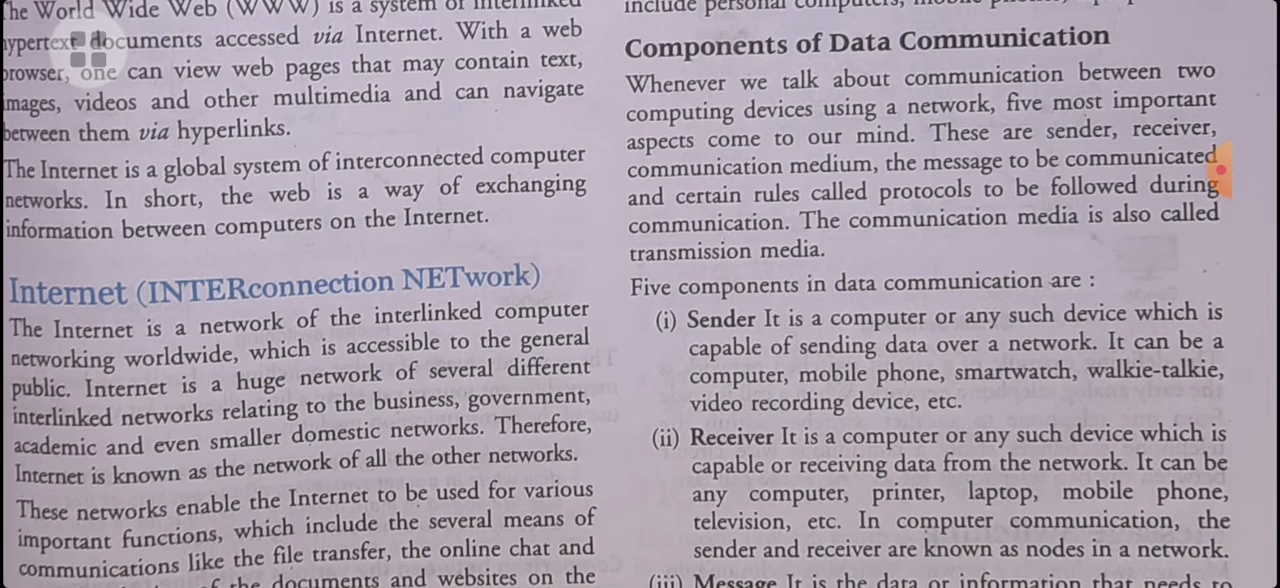 The World Wide Web (WWW) is a system of interlinked
hypertext documents accessed via Internet. With a web
browser, one can view web pages that may contain text,
images, videos and other multimedia and can navigate
between them via hyperlinks.
The Internet is a global system of interconnected computer
networks. In short, the web is a way of exchanging
information between computers on the Internet.
Internet (INTERconnection NETwork)
The Internet is a network of the interlinked computer
networking worldwide, which is accessible to the general
public. Internet is a huge network of several different
interlinked networks relating to the business, government,
academic and even smaller domestic networks. Therefore,
Internet is known as the network of all the other networks.
These networks enable the Internet to be used for various
important functions, which include the several means of
communications like the file transfer, the online chat and
the documents and websites on the
include personal computers,
Components of Data Communication
Whenever we talk about communication between two
computing devices using a network, five most important
aspects come to our mind. These are sender, receiver,
communication medium, the message to be communicated
and certain rules called protocols to be followed during
communication. The communication media is also called
transmission media.
Five components in data communication are :
(i) Sender It is a computer or any such device which is
capable of sending data over a network. It can be a
computer, mobile phone, smartwatch, walkie-talkie,
video recording device, etc.
(ii) Receiver It is a computer or any such device which is
capable or receiving data from the network. It can be
any computer, printer, laptop, mobile phone,
television, etc. In computer communication, the
sender and receiver are known as nodes in a network.
(iii) Message It is the data or information that needs to